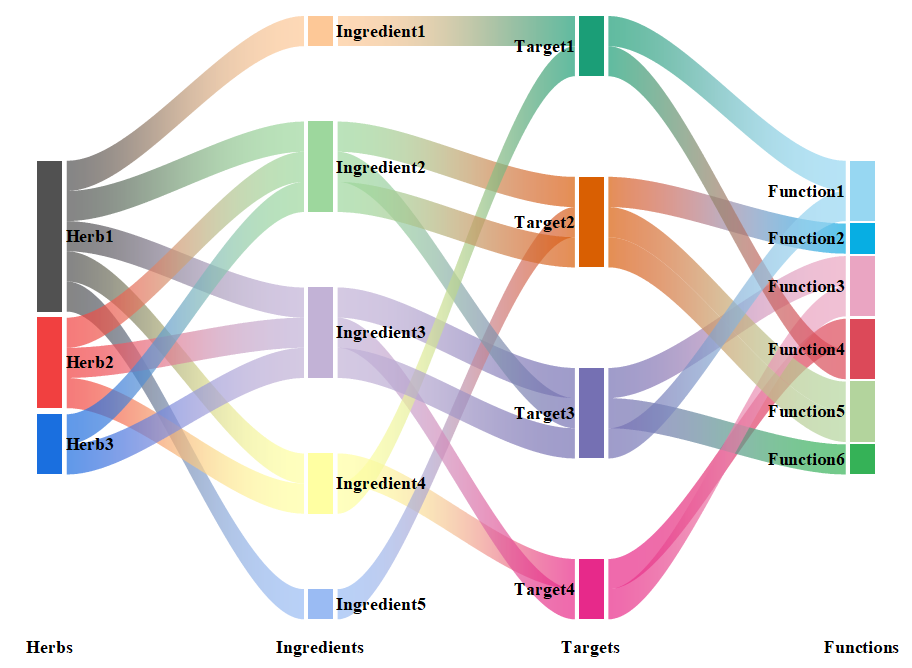 Herb1
Herb2
Herb3
Ingredient1
Ingredient2
Ingredient3
Ingredient4
Ingredient5
Target1
Target2
Target3
Target4
Function1
Function2
Function3
Function4
Function5
Function6
Herbs Ingredients Targets Functions